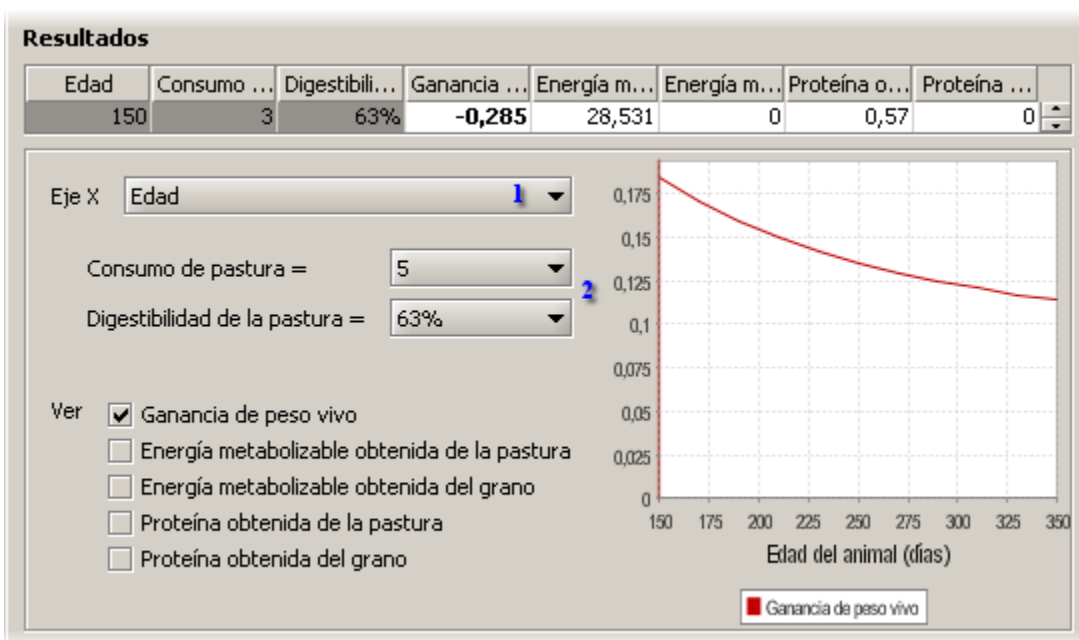 Resultados
Edad Consumo ... Digestibili... Ganancia ... Energía m... Energía m... Proteína o... Proteína ...
150 3 63% -0,285 28,531 0 0,57 0
Eje X Edad 1
Consumo de pastura = 5
2
Digestibilidad de la pastura = 63%
Ver Ganancia de peso vivo
Energía metabolizable obtenida de la pastura
Energía metabolizable obtenida del grano
Proteína obtenida de la pastura
Proteína obtenida del grano
0,175
0,15
0,125
0,1
0,075
0,05
0,025
0
150 175 200 225 250 275 300 325 350
Edad del animal (días)
Ganancia de peso vivo